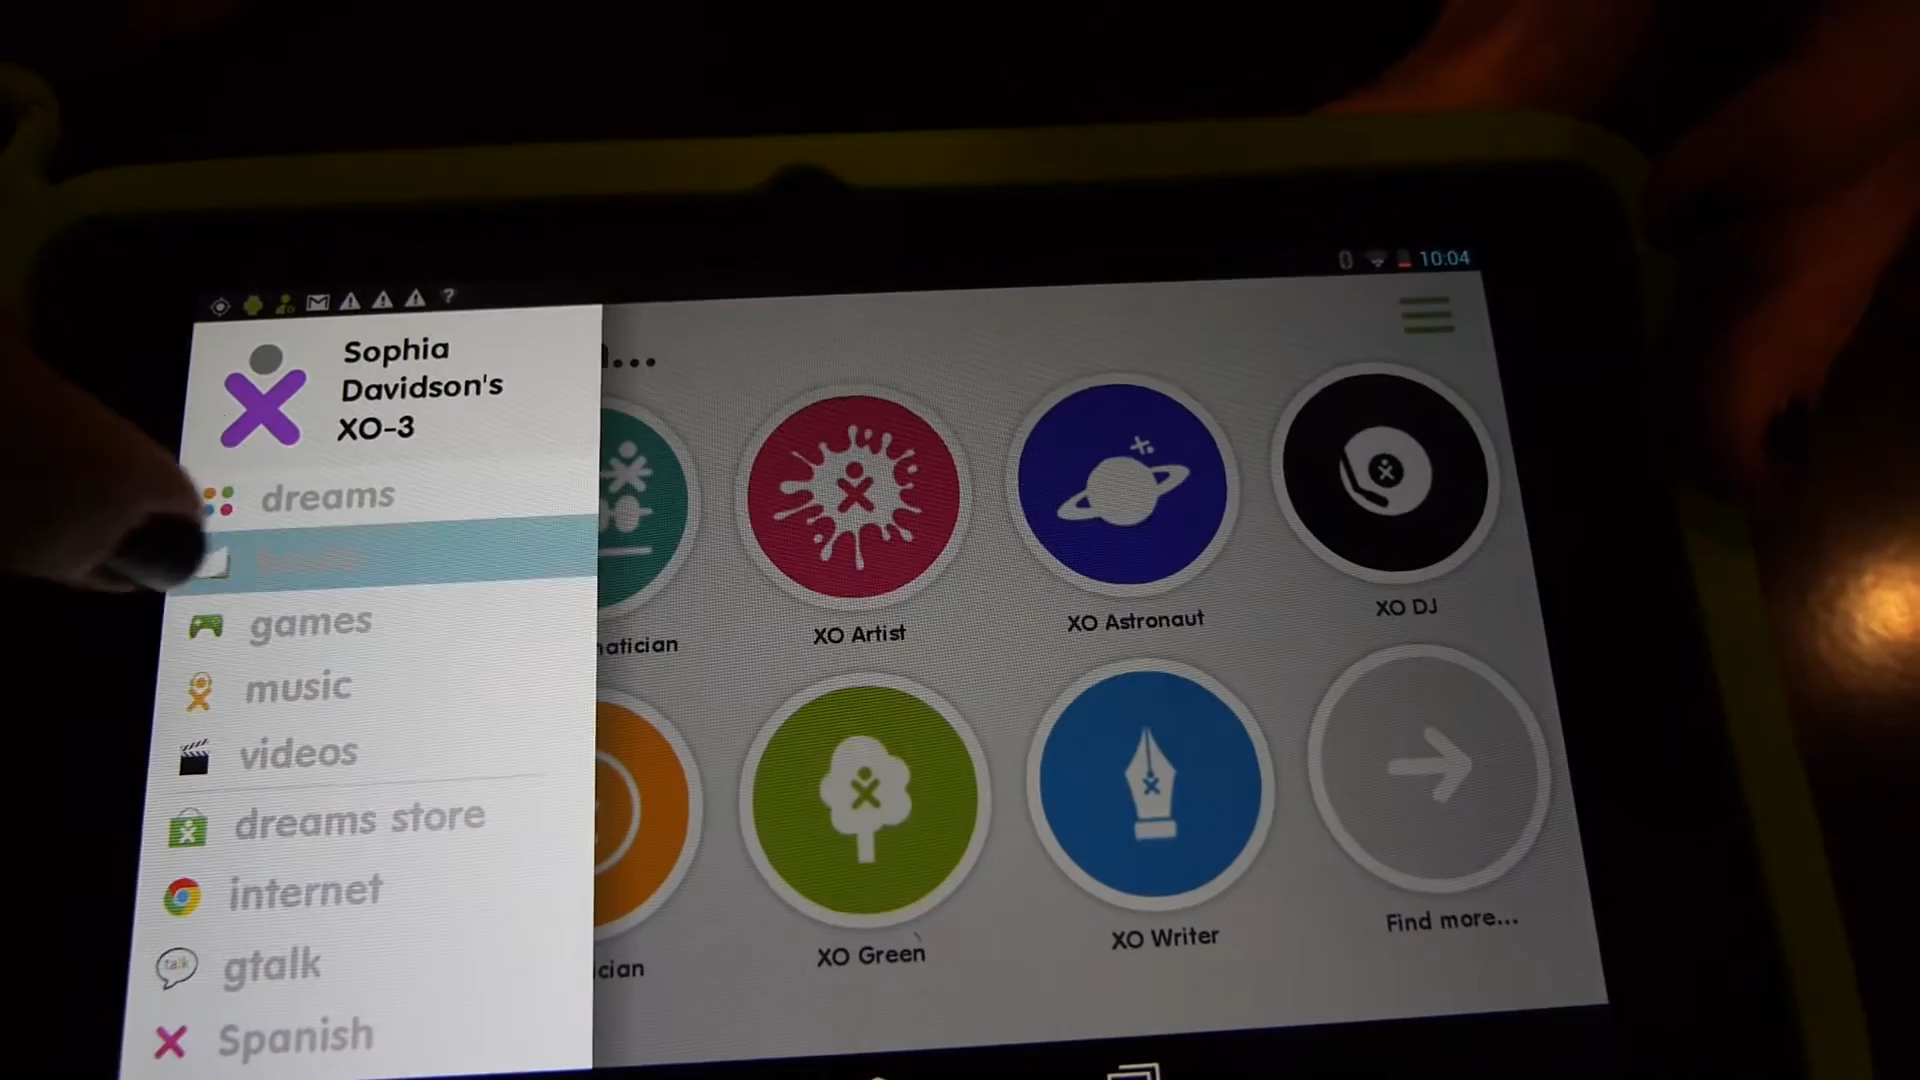 10:04
Sophia
Davidson's
XO-3
dreams
games
music
videos
dreams store
internet
talk
gtalk
Spanish
...
XO Artist
XO Astronaut
XO DJ
XO Green
XO Writer
Find more...